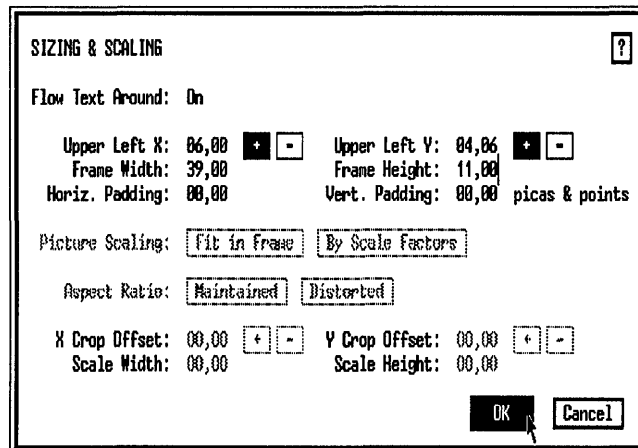 SIZING & SCALING ?
Flow Text Around: On
Upper Left X: 06,00 + - Upper Left Y: 04,06 + -
Frame Width: 39,00 Frame Height: 11,00
Horiz. Padding: 00,00 Vert. Padding: 00,00 picas & points
Picture Scaling: Fit in Frame By Scale Factors
Aspect Ratio: Maintained Distorted
X Crop Offset: 00,00 + - Y Crop Offset: 00,00 + -
Scale Width: 00,00 Scale Height: 00,00
OK Cancel